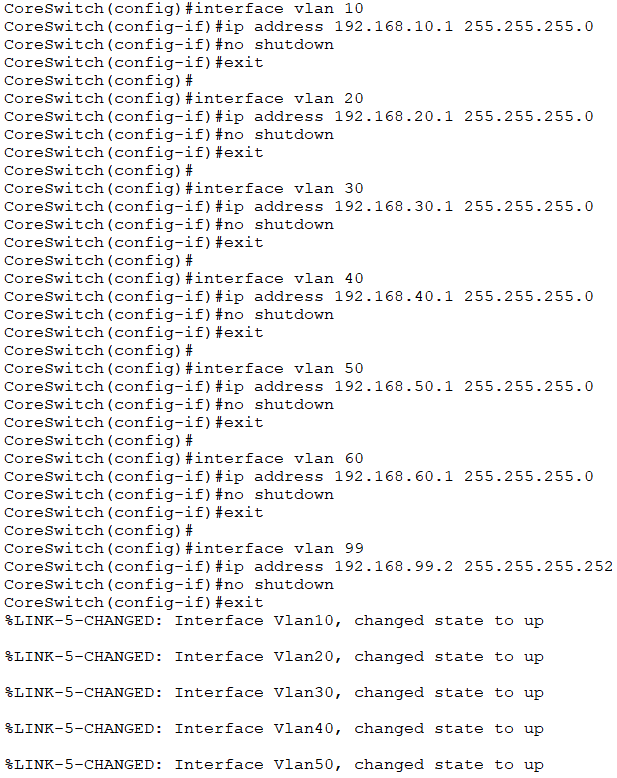 CoreSwitch(config)#interface vlan 10
CoreSwitch(config-if)#ip address 192.168.10.1 255.255.255.0
CoreSwitch(config-if)#no shutdown
CoreSwitch(config-if)#exit
CoreSwitch(config)#
CoreSwitch(config)#interface vlan 20
CoreSwitch(config-if)#ip address 192.168.20.1 255.255.255.0
CoreSwitch(config-if)#no shutdown
CoreSwitch(config-if)#exit
CoreSwitch(config)#
CoreSwitch(config)#interface vlan 30
CoreSwitch(config-if)#ip address 192.168.30.1 255.255.255.0
CoreSwitch(config-if)#no shutdown
CoreSwitch(config-if)#exit
CoreSwitch(config)#
CoreSwitch(config)#interface vlan 40
CoreSwitch(config-if)#ip address 192.168.40.1 255.255.255.0
CoreSwitch(config-if)#no shutdown
CoreSwitch(config-if)#exit
CoreSwitch(config)#
CoreSwitch(config)#interface vlan 50
CoreSwitch(config-if)#ip address 192.168.50.1 255.255.255.0
CoreSwitch(config-if)#no shutdown
CoreSwitch(config-if)#exit
CoreSwitch(config)#
CoreSwitch(config)#interface vlan 60
CoreSwitch(config-if)#ip address 192.168.60.1 255.255.255.0
CoreSwitch(config-if)#no shutdown
CoreSwitch(config-if)#exit
CoreSwitch(config)#
CoreSwitch(config)#interface vlan 99
CoreSwitch(config-if)#ip address 192.168.99.2 255.255.255.252
CoreSwitch(config-if)#no shutdown
CoreSwitch(config-if)#exit
%LINK-5-CHANGED: Interface Vlan10, changed state to up
%LINK-5-CHANGED: Interface Vlan20, changed state to up
%LINK-5-CHANGED: Interface Vlan30, changed state to up
%LINK-5-CHANGED: Interface Vlan40, changed state to up
%LINK-5-CHANGED: Interface Vlan50, changed state to up